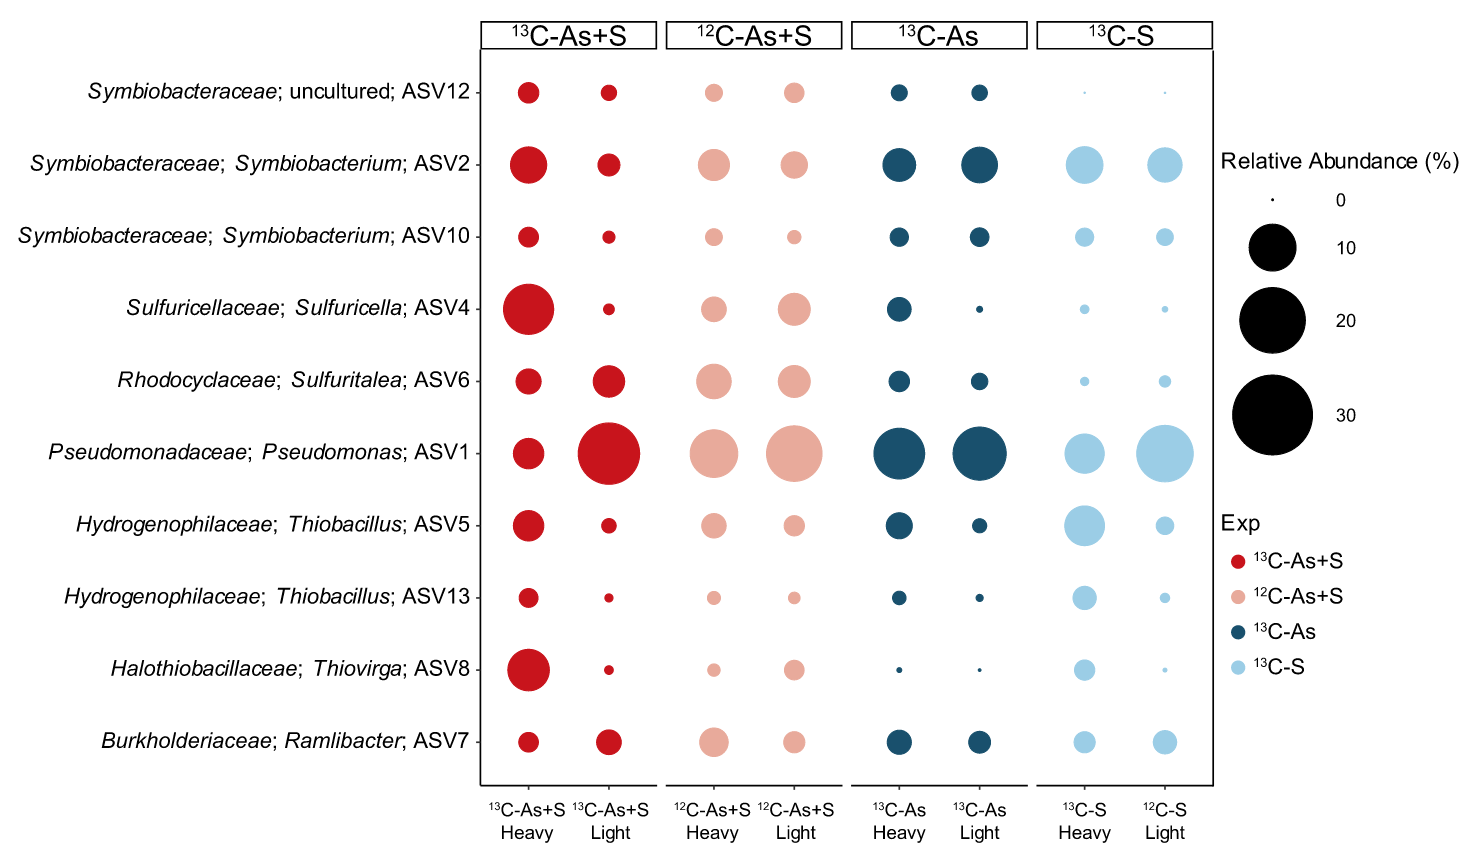 ¹³C-As+S ¹²C-As+S ¹³C-As ¹³C-S
Symbiobacteraceae; uncultured; ASV12
Symbiobacteraceae; Symbiobacterium; ASV2
Symbiobacteraceae; Symbiobacterium; ASV10
Sulfuricellaceae; Sulfuricella; ASV4
Rhodocyclaceae; Sulfuritalea; ASV6
Pseudomonadaceae; Pseudomonas; ASV1
Hydrogenophilaceae; Thiobacillus; ASV5
Hydrogenophilaceae; Thiobacillus; ASV13
Halothiobacillaceae; Thiovirga; ASV8
Burkholderiaceae; Ramlibacter; ASV7
¹³C-As+S ¹³C-As+S ¹²C-As+S ¹²C-As+S ¹³C-As ¹³C-As ¹³C-S ¹²C-S
Heavy Light Heavy Light Heavy Light Heavy Light
Relative Abundance (%)
0
10
20
30
Exp
¹³C-As+S
¹²C-As+S
¹³C-As
¹³C-S